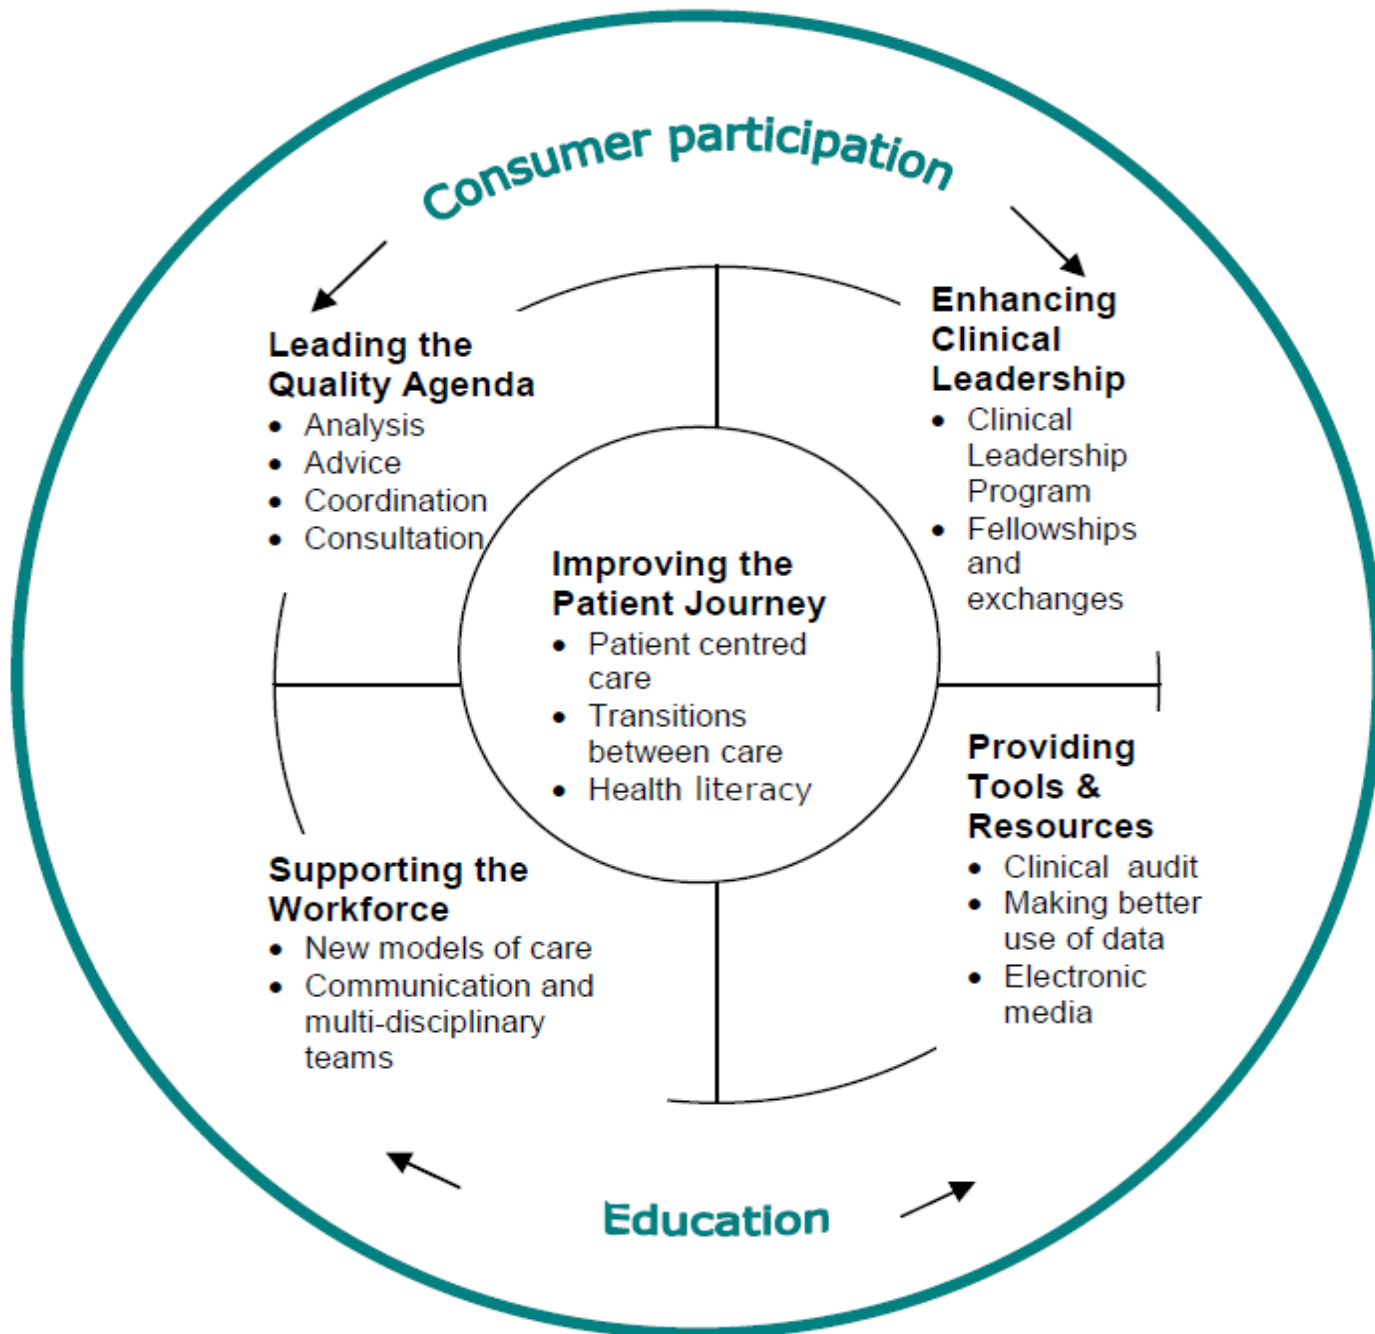 Consumer participation
Leading the
Quality Agenda
• Analysis
• Advice
• Coordination
• Consultation
Enhancing
Clinical
Leadership
• Clinical
Leadership
Program
• Fellowships
and
exchanges
Improving the
Patient Journey
• Patient centred
care
• Transitions
between care
• Health literacy
Supporting the
Workforce
• New models of care
• Communication and
multi-disciplinary
teams
Providing
Tools &
Resources
• Clinical audit
• Making better
use of data
• Electronic
media
Education